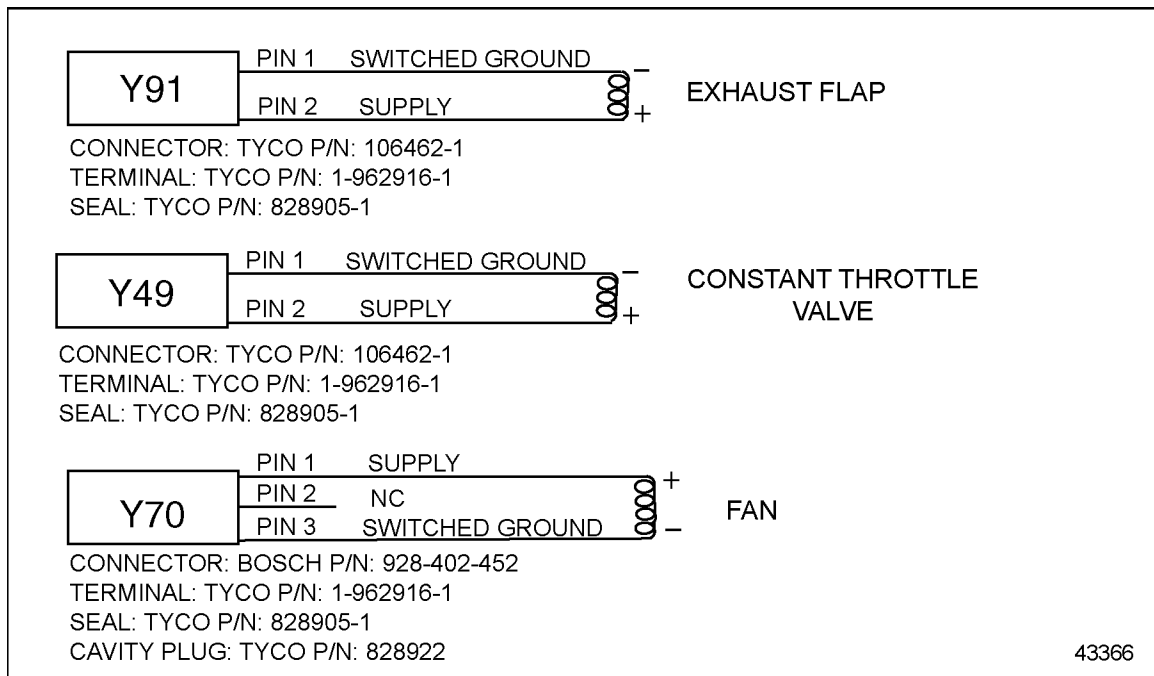 Y91
PIN 1 SWITCHED GROUND
−
PIN 2 SUPPLY
+
EXHAUST FLAP
CONNECTOR: TYCO P/N: 106462-1
TERMINAL: TYCO P/N: 1-962916-1
SEAL: TYCO P/N: 828905-1
Y49
PIN 1 SWITCHED GROUND
−
PIN 2 SUPPLY
+
CONSTANT THROTTLE
VALVE
CONNECTOR: TYCO P/N: 106462-1
TERMINAL: TYCO P/N: 1-962916-1
SEAL: TYCO P/N: 828905-1
Y70
PIN 1 SUPPLY
+
PIN 2 NC
PIN 3 SWITCHED GROUND
−
FAN
CONNECTOR: BOSCH P/N: 928-402-452
TERMINAL: TYCO P/N: 1-962916-1
SEAL: TYCO P/N: 828905-1
CAVITY PLUG: TYCO P/N: 828922
43366